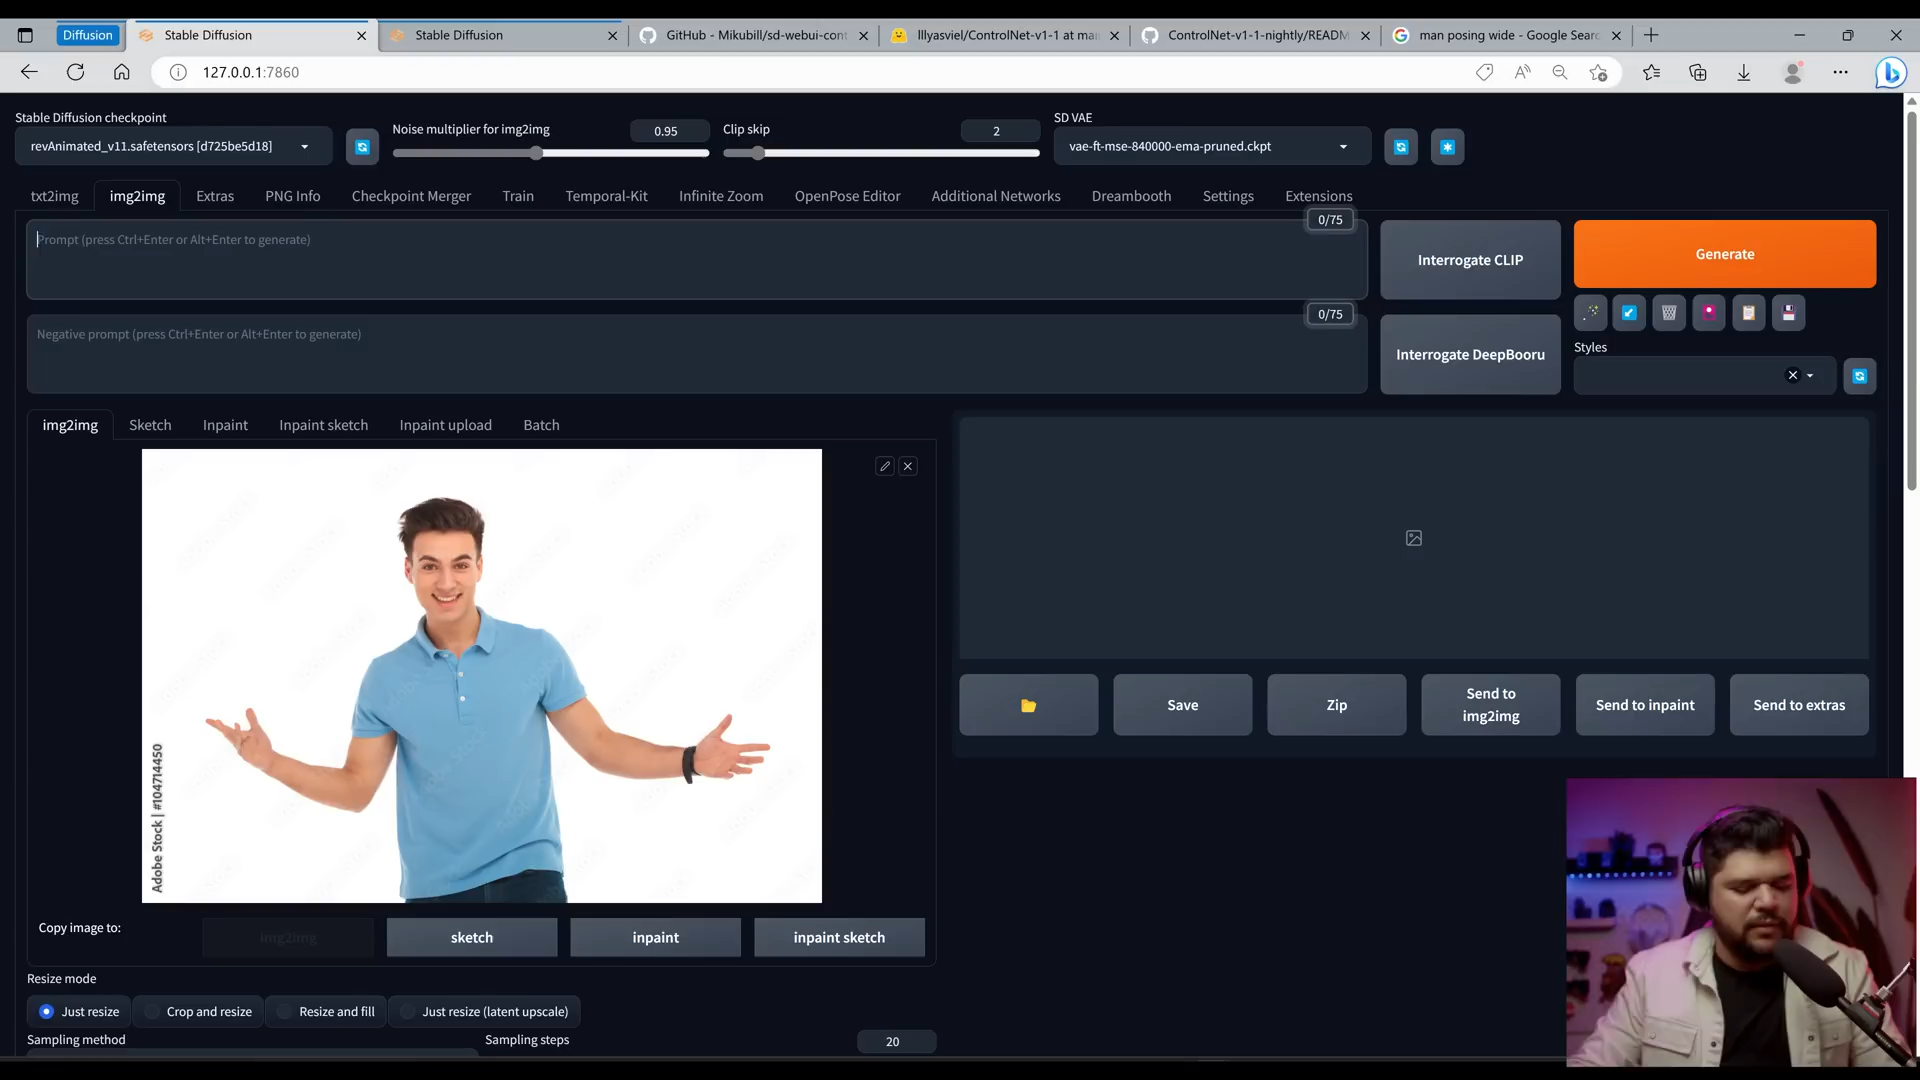 Diffusion
Stable Diffusion
Stable Diffusion
GitHub - Mikubill/sd-webui-cont
lllyasviel/ControlNet-v1-1 at mai
ControlNet-v1-1-nightly/READM
man posing wide - Google Searc
127.0.0.1:7860
Stable Diffusion checkpoint
revAnimated_v11.safetensors [d725be5d18]
Noise multiplier for img2img
0.95
Clip skip
2
SD VAE
vae-ft-mse-840000-ema-pruned.ckpt
txt2img
img2img
Extras
PNG Info
Checkpoint Merger
Train
Temporal-Kit
Infinite Zoom
OpenPose Editor
Additional Networks
Dreambooth
Settings
Extensions
Prompt (press Ctrl+Enter or Alt+Enter to generate)
0/75
Interrogate CLIP
Generate
Negative prompt (press Ctrl+Enter or Alt+Enter to generate)
0/75
Interrogate DeepBooru
Styles
img2img
Sketch
Inpaint
Inpaint sketch
Inpaint upload
Batch
Adobe Stock | #104714450
Save
Zip
Send to
img2img
Send to inpaint
Send to extras
Copy image to:
img2img
sketch
inpaint
inpaint sketch
Resize mode
Just resize
Crop and resize
Resize and fill
Just resize (latent upscale)
Sampling method
Sampling steps
20